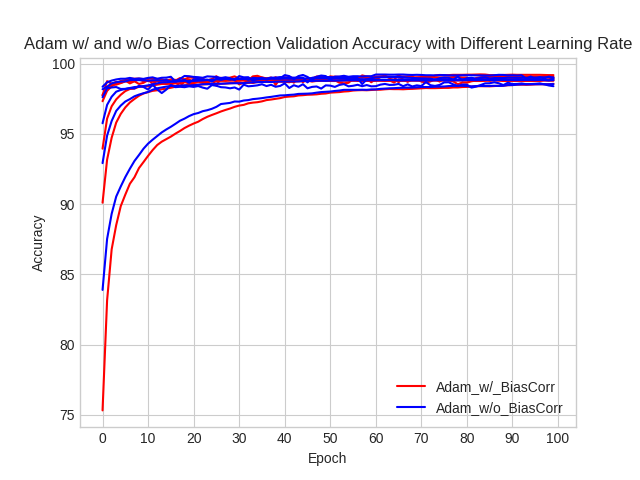 Adam w/ and w/o Bias Correction Validation Accuracy with Different Learning Rate
100
95
90
85
80
75
Accuracy
Adam_w/_BiasCorr
Adam_w/o_BiasCorr
0 10 20 30 40 50 60 70 80 90 100
Epoch